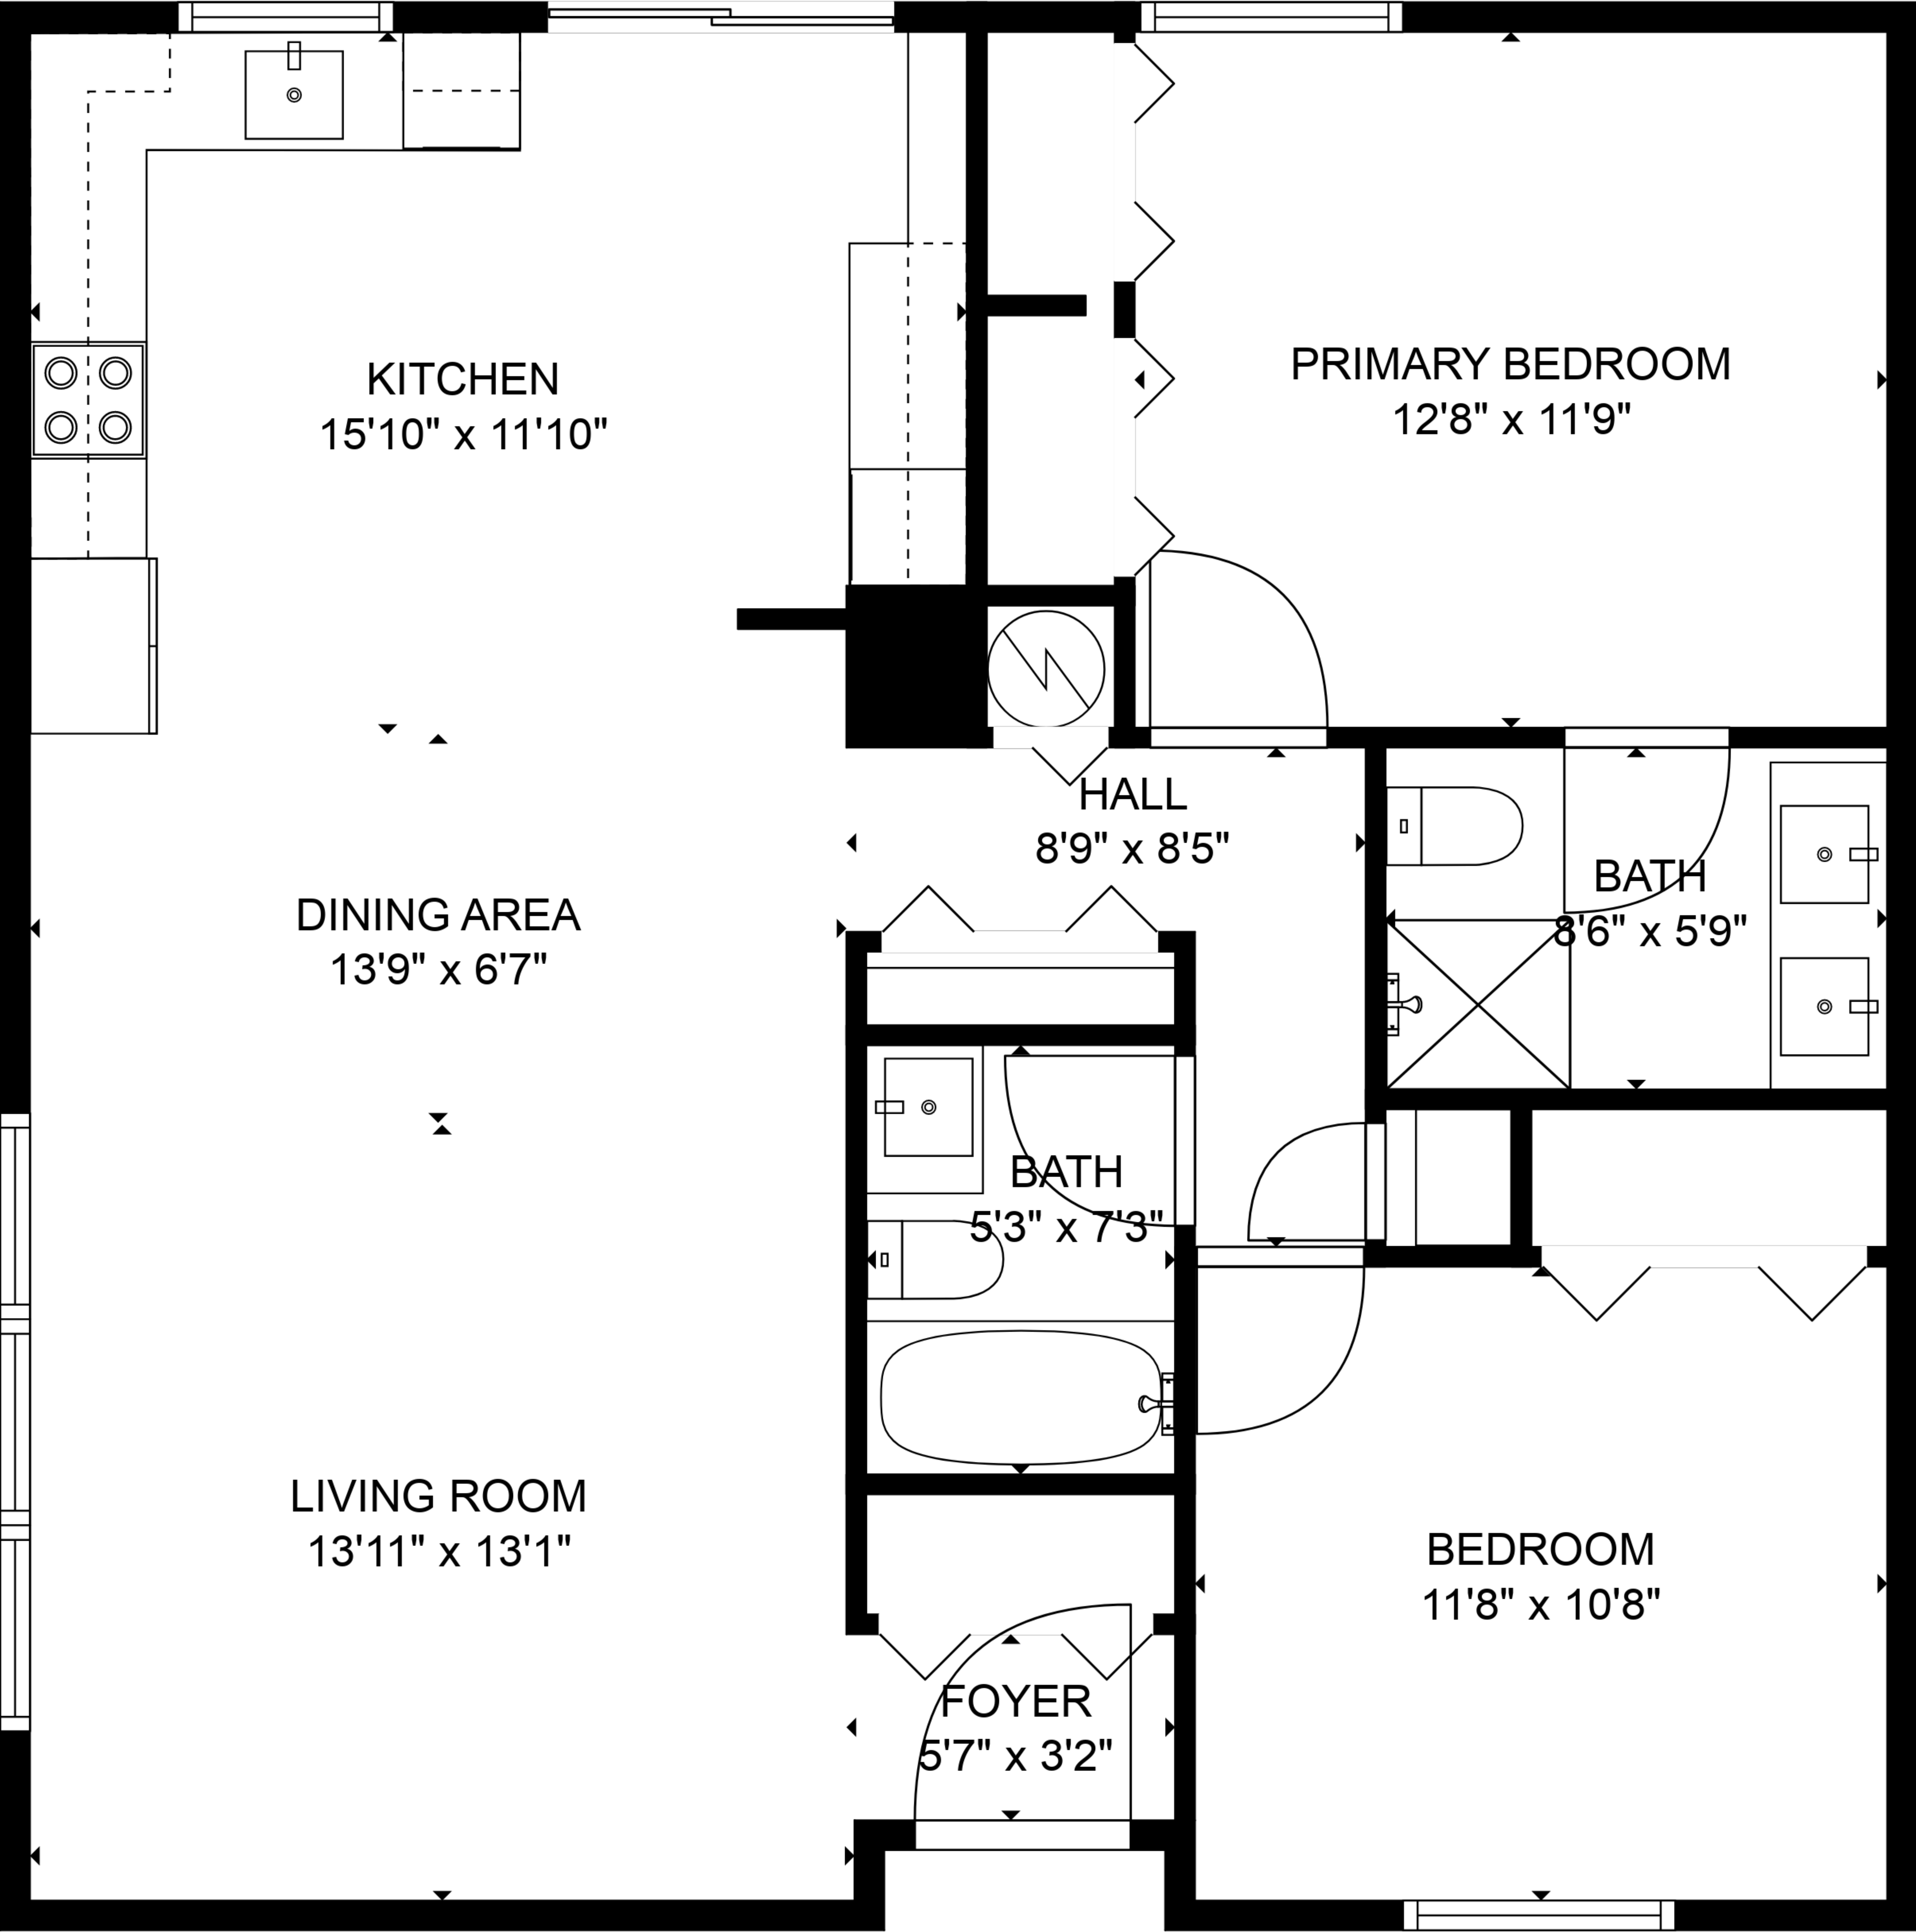 KITCHEN
15'10" x 11'10"
PRIMARY BEDROOM
12'8" x 11'9"
HALL
8'9" x 8'5"
BATH
8'6" x 5'9"
DINING AREA
13'9" x 6'7"
BATH
5'3" x 7'3"
LIVING ROOM
13'11" x 13'1"
BEDROOM
11'8" x 10'8"
FOYER
5'7" x 3'2"